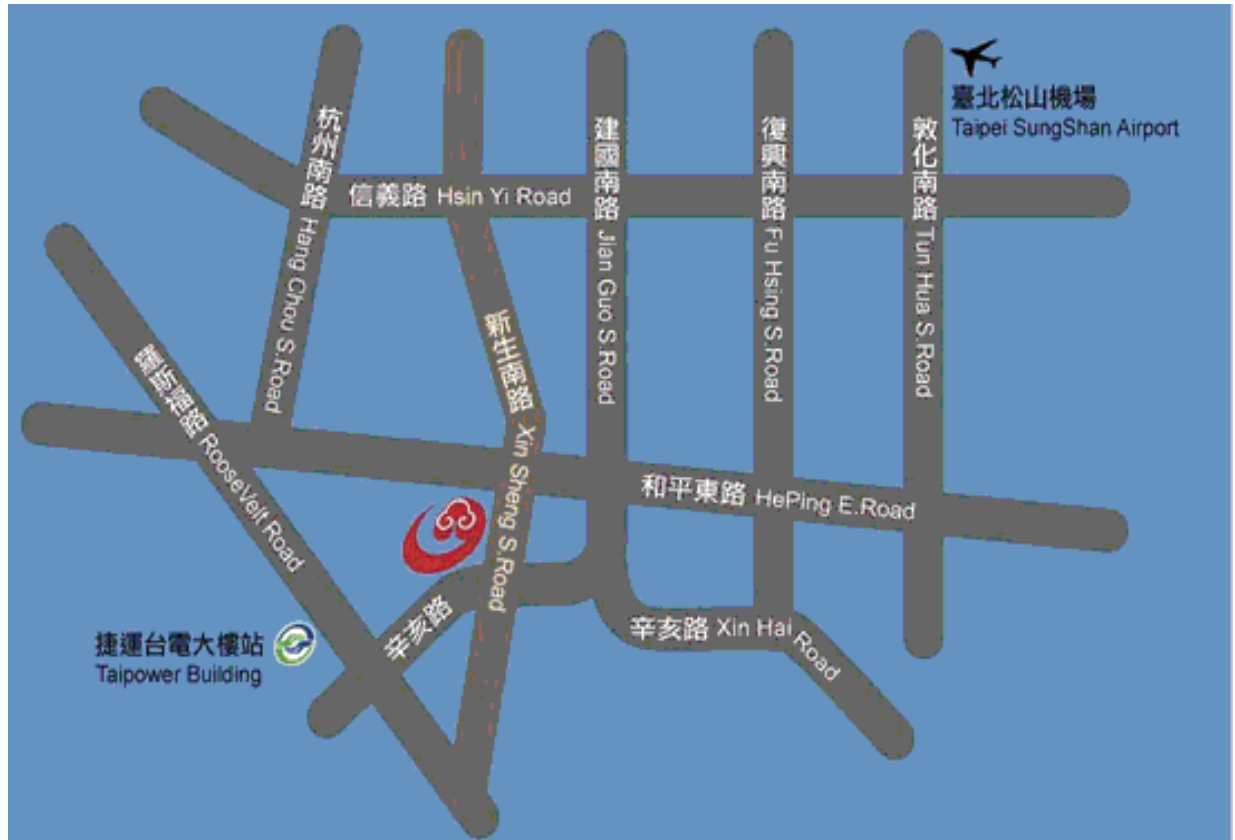 臺北松山機場
Taipei SungShan Airport
杭州南路 Hang Chou S.Road
信義路 Hsin Yi Road
建國南路 Jian Guo S.Road
復興南路 Fu Hsing S.Road
敦化南路 Tun Hua S.Road
新生南路 Xin Sheng S.Road
羅斯福路 RooseVelt Road
和平東路 HePing E.Road
辛亥路
辛亥路 Xin Hai Road
捷運台電大樓站
Taipower Building